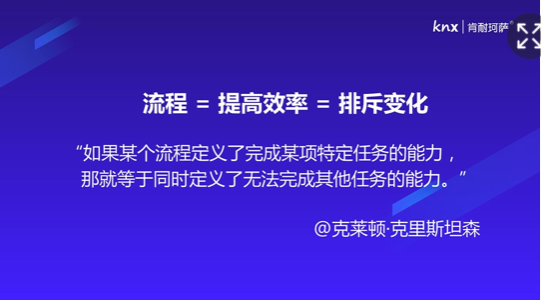 knx | 肯耐珂萨
流程 = 提高效率 = 排斥变化
“如果某个流程定义了完成某项特定任务的能力，
那就等于同时定义了无法完成其他任务的能力。”
@克莱顿·克里斯坦森